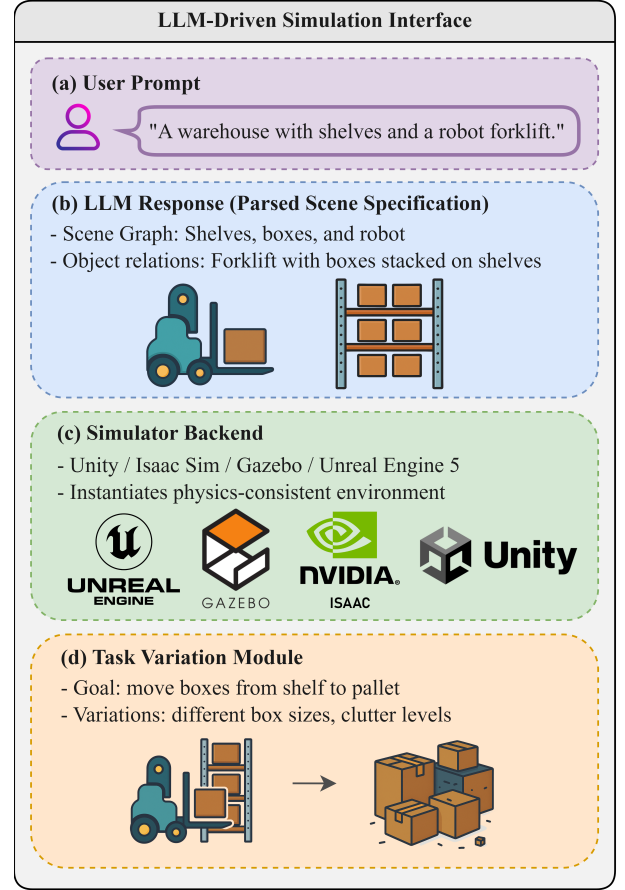 LLM-Driven Simulation Interface
(a) User Prompt
"A warehouse with shelves and a robot forklift."
(b) LLM Response (Parsed Scene Specification)
- Scene Graph: Shelves, boxes, and robot
- Object relations: Forklift with boxes stacked on shelves
(c) Simulator Backend
- Unity / Isaac Sim / Gazebo / Unreal Engine 5
- Instantiates physics-consistent environment
UNREAL
ENGINE
GAZEBO
NVIDIA.
ISAAC
Unity
(d) Task Variation Module
- Goal: move boxes from shelf to pallet
- Variations: different box sizes, clutter levels